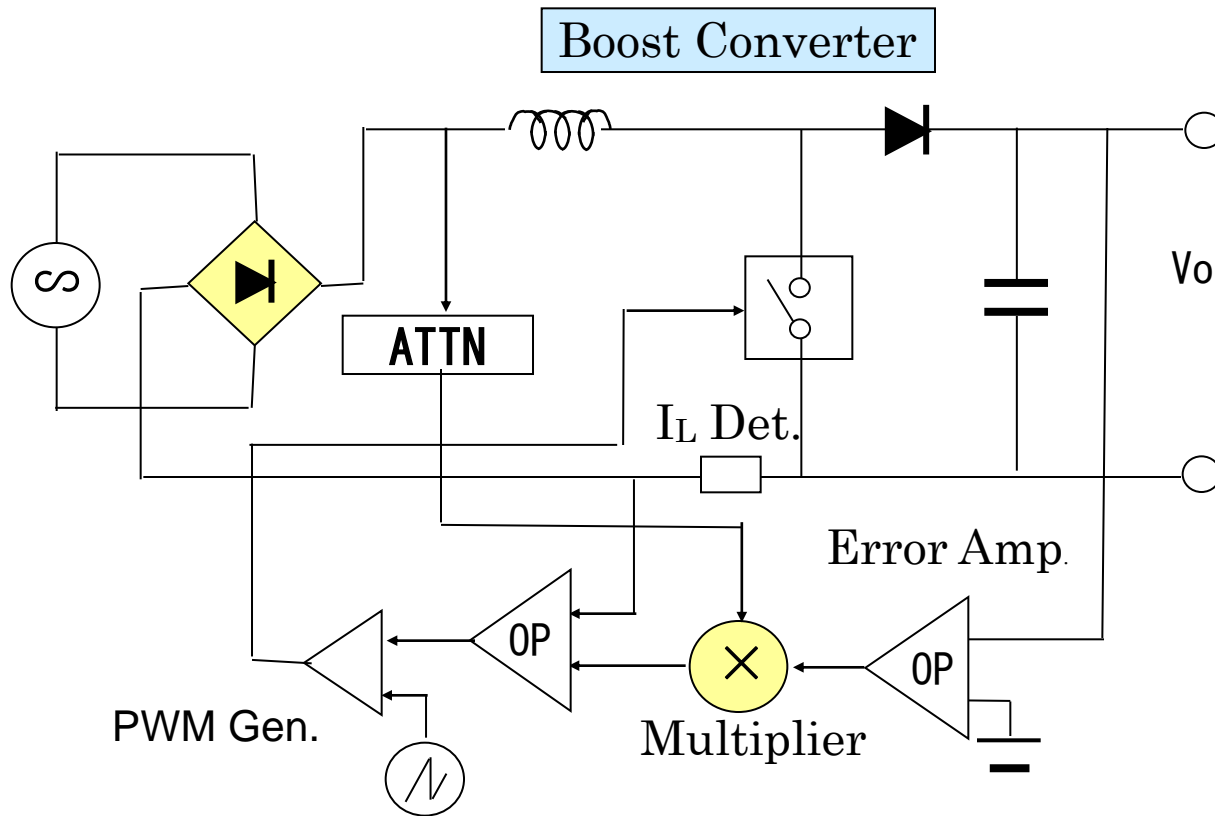 Boost Converter
Vo
ATTN
IL Det.
Error Amp.
OP
OP
×
PWM Gen.
Multiplier